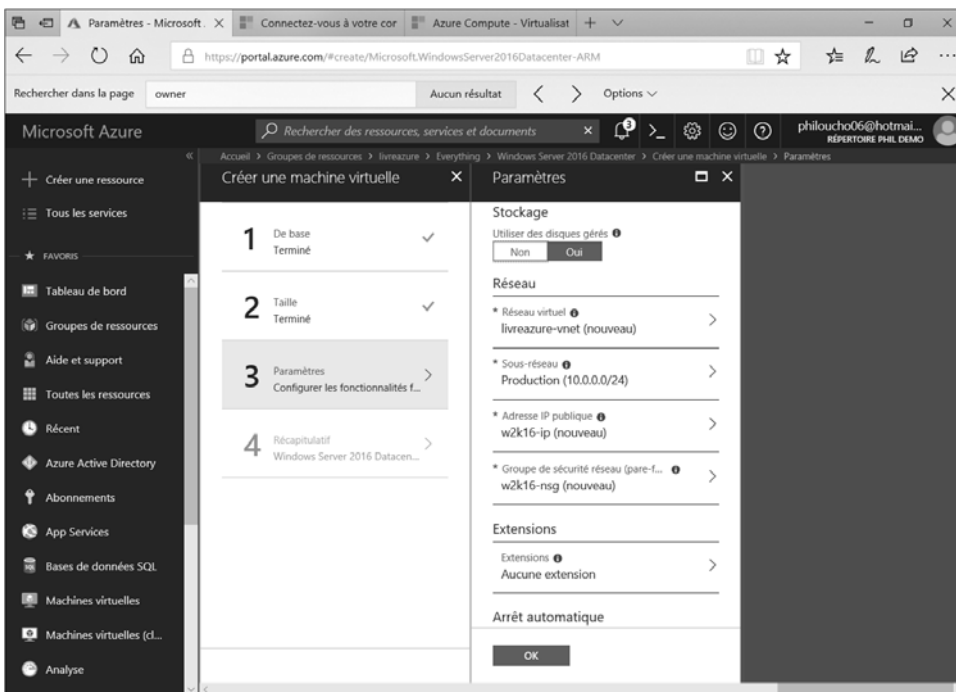 Paramètres - Microsoft.
Connectez-vous à votre cor
Azure Compute - Virtualisat
https://portal.azure.com/#create/Microsoft.WindowsServer2016Datacenter-ARM
Rechercher dans la page
owner
Aucun résultat
Options
Microsoft Azure
Rechercher des ressources, services et documents
3
philoucho06@hotmai...
RÉPERTOIRE PHIL DEMO
Accueil > Groupes de ressources > livreazure > Everything > Windows Server 2016 Datacenter > Créer une machine virtuelle > Paramètres
Créer une ressource
Tous les services
FAVORIS
Tableau de bord
Groupes de ressources
Aide et support
Toutes les ressources
Récent
Azure Active Directory
Abonnements
App Services
Bases de données SQL
Machines virtuelles
Machines virtuelles (cl...
Analyse
Créer une machine virtuelle
1
De base
Terminé
2
Taille
Terminé
3
Paramètres
Configurer les fonctionnalités f...
4
Récapitulatif
Windows Server 2016 Datacen...
Paramètres
Stockage
Utiliser des disques gérés
Non
Oui
Réseau
* Réseau virtuel
livreazure-vnet (nouveau)
* Sous-réseau
Production (10.0.0.0/24)
* Adresse IP publique
w2k16-ip (nouveau)
* Groupe de sécurité réseau (pare-f...
w2k16-nsg (nouveau)
Extensions
Extensions
Aucune extension
Arrêt automatique
OK